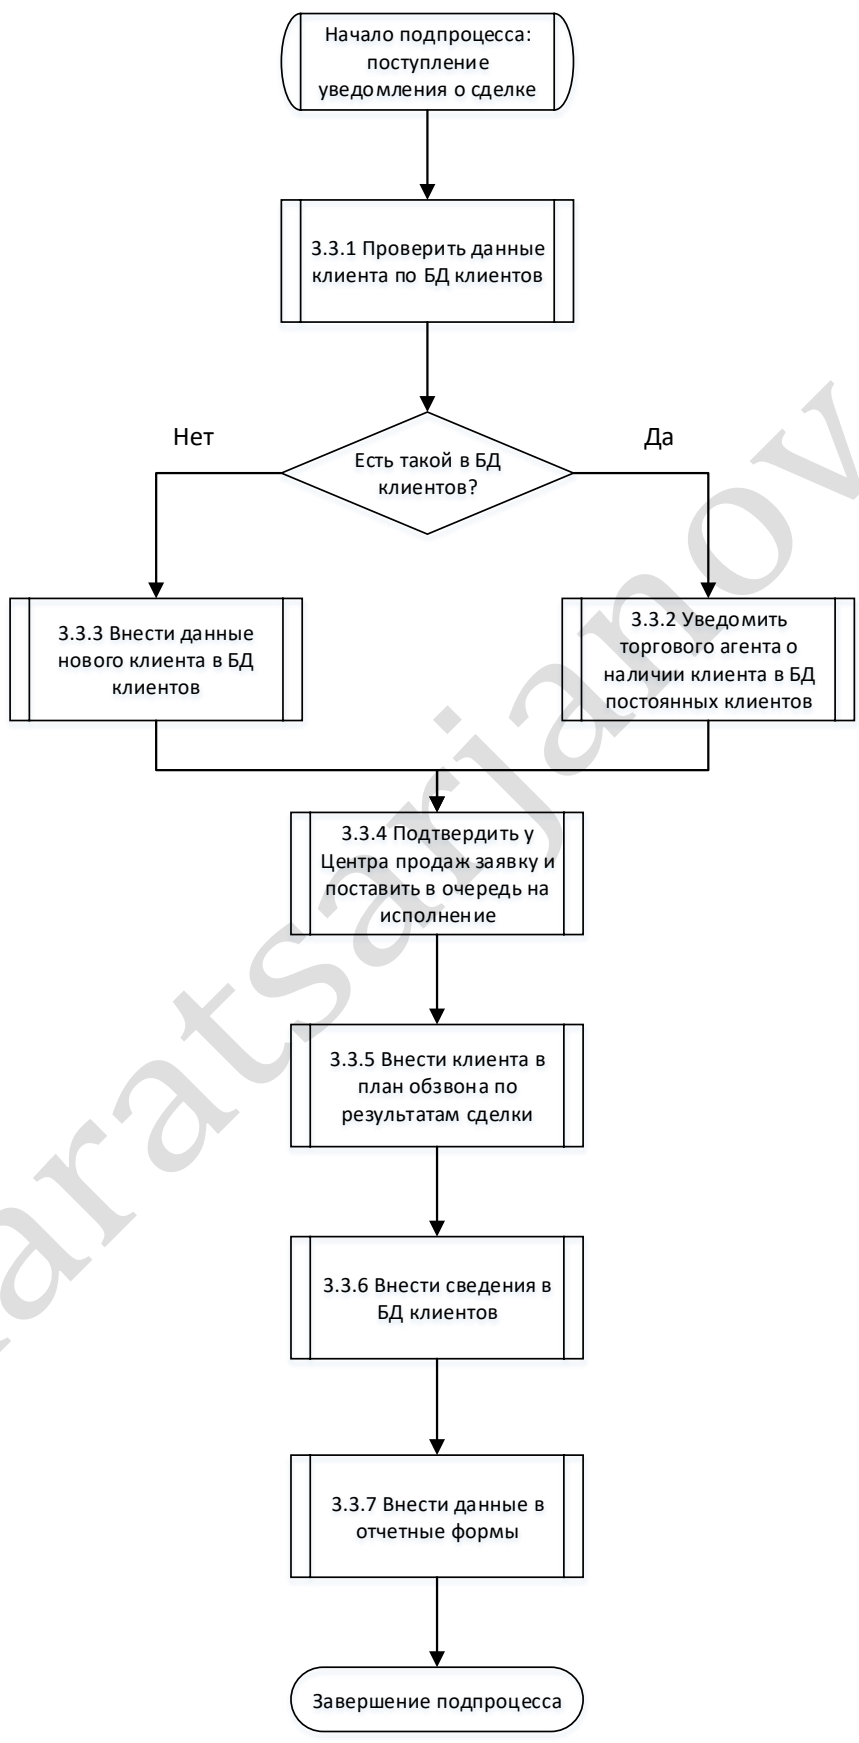 Начало подпроцесса:
поступление
уведомления о сделке
3.3.1 Проверить данные
клиента по БД клиентов
Нет
Да
Есть такой в БД
клиентов?
3.3.3 Внести данные
нового клиента в БД
клиентов
3.3.2 Уведомить
торгового агента о
наличии клиента в БД
постоянных клиентов
3.3.4 Подтвердить у
Центра продаж заявку и
поставить в очередь на
исполнение
3.3.5 Внести клиента в
план обзвона по
результатам сделки
3.3.6 Внести сведения в
БД клиентов
3.3.7 Внести данные в
отчетные формы
Завершение подпроцесса
aratsarjanov